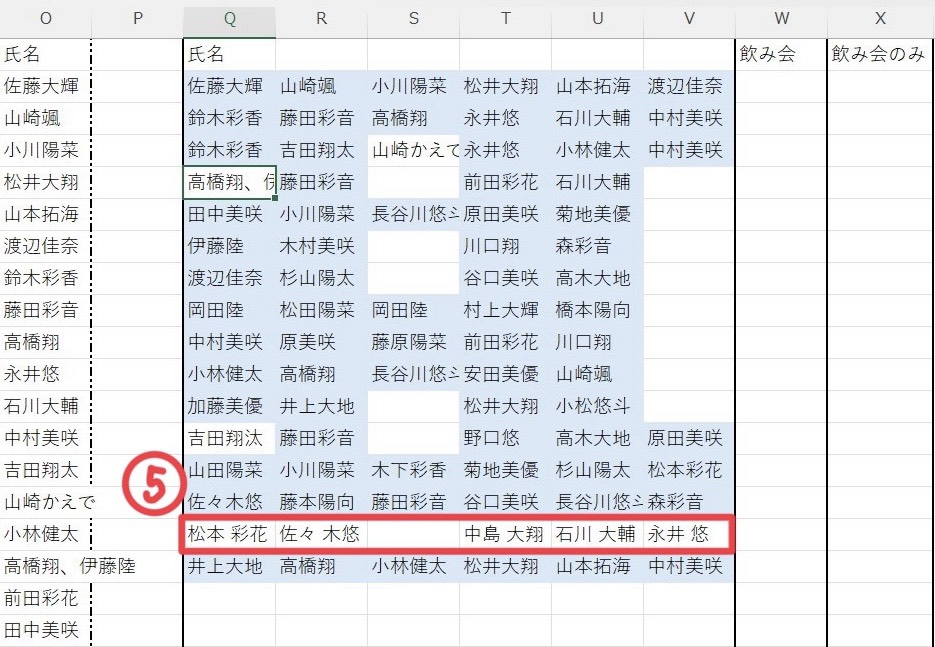 O P Q R S T U V W X
氏名 氏名 飲み会 飲み会のみ
佐藤大輝 佐藤大輝 山崎颯 小川陽菜 松井大翔 山本拓海 渡辺佳奈
山崎颯 鈴木彩香 藤田彩音 高橋翔 永井悠 石川大輔 中村美咲
小川陽菜 鈴木彩香 吉田翔太 山崎かえで 永井悠 小林健太 中村美咲
松井大翔 高橋翔、伊 藤田彩音 前田彩花 石川大輔
山本拓海 田中美咲 小川陽菜 長谷川悠斗 原田美咲 菊地美優
渡辺佳奈 伊藤陸 木村美咲 川口翔 森彩音
鈴木彩香 渡辺佳奈 杉山陽太 谷口美咲 高木大地
藤田彩音 岡田陸 松田陽菜 岡田陸 村上大輝 橋本陽向
高橋翔 中村美咲 原美咲 藤原陽菜 前田彩花 川口翔
永井悠 小林健太 高橋翔 長谷川悠斗 安田美優 山崎颯
石川大輔 加藤美優 井上大地 松井大翔 小松悠斗
中村美咲 吉田翔汰 藤田彩音 野口悠 高木大地 原田美咲
吉田翔太 山田陽菜 小川陽菜 木下彩香 菊地美優 杉山陽太 松本彩花
⑤
山崎かえで 佐々木悠 藤本陽向 藤田彩音 谷口美咲 長谷川悠斗 森彩音
小林健太 松本 彩花 佐々 木悠 中島 大翔 石川 大輔 永井 悠
高橋翔、伊藤陸 井上大地 高橋翔 小林健太 松井大翔 山本拓海 中村美咲
前田彩花
田中美咲